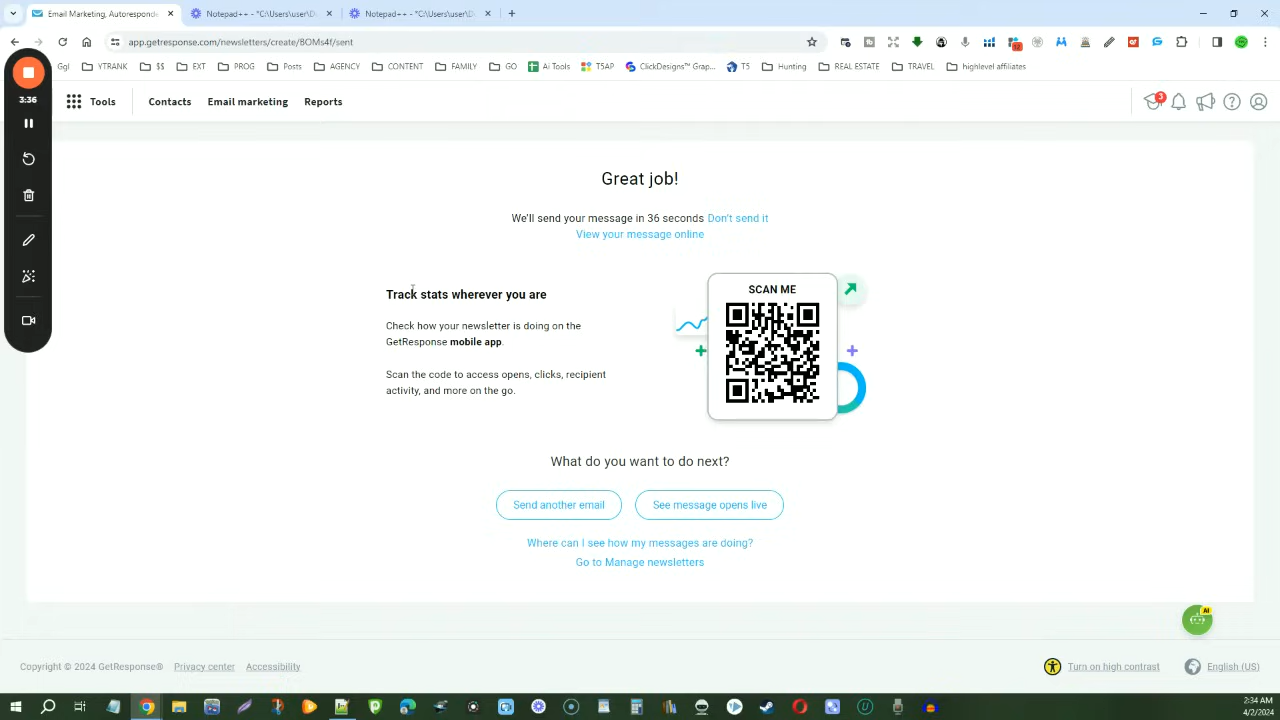 Email Marketing, Autorespond
Notepad++ - "C:\Users\user\D
Notepad++ - "C:\Users\user\D
app.getresponse.com/newsletters/create/8OMs4f/sent
Ggl
YTRANK
$$
EXT
PROG
Posts
AGENCY
CONTENT
FAMILY
GO
Ai Tools
T5AP
ClickDesigns™ Grap...
T5
Hunting
REAL ESTATE
TRAVEL
highlevel affiliates
3:36
Tools
Contacts
Email marketing
Reports
3
Great job!
We'll send your message in 36 seconds Don't send it
View your message online
Track stats wherever you are
Check how your newsletter is doing on the
GetResponse mobile app.
Scan the code to access opens, clicks, recipient
activity, and more on the go.
SCAN ME
What do you want to do next?
Send another email
See message opens live
Where can I see how my messages are doing?
Go to Manage newsletters
AI
Copyright © 2024 GetResponse®
Privacy center
Accessibility
Turn on high contrast
English (US)
2:34 AM
4/2/2024